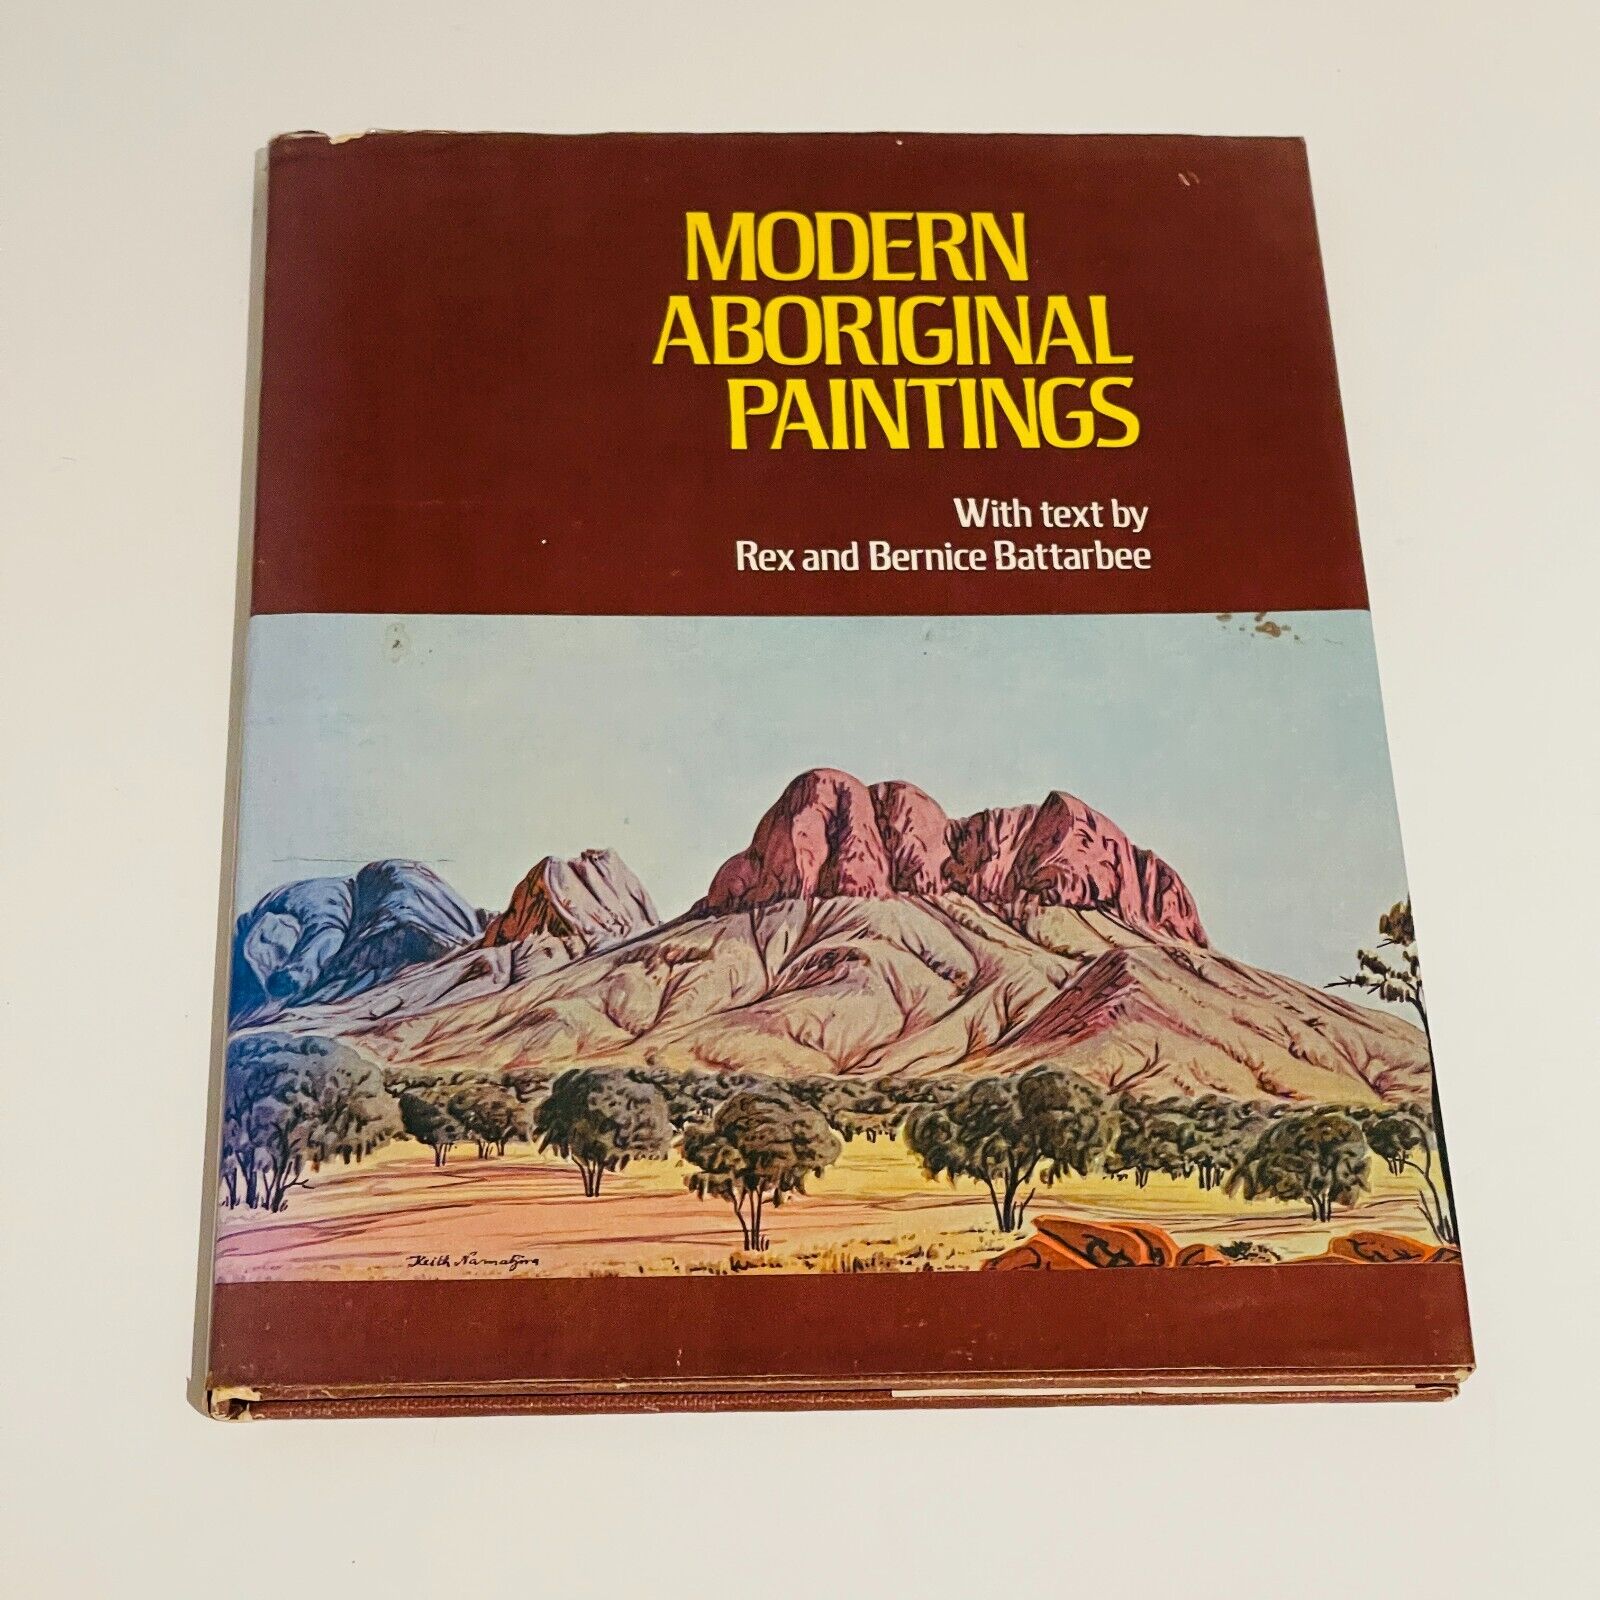 MODERN
ABORIGINAL
PAINTINGS
With text by
Rex and Bernice Battarbee
Keith Namatjira